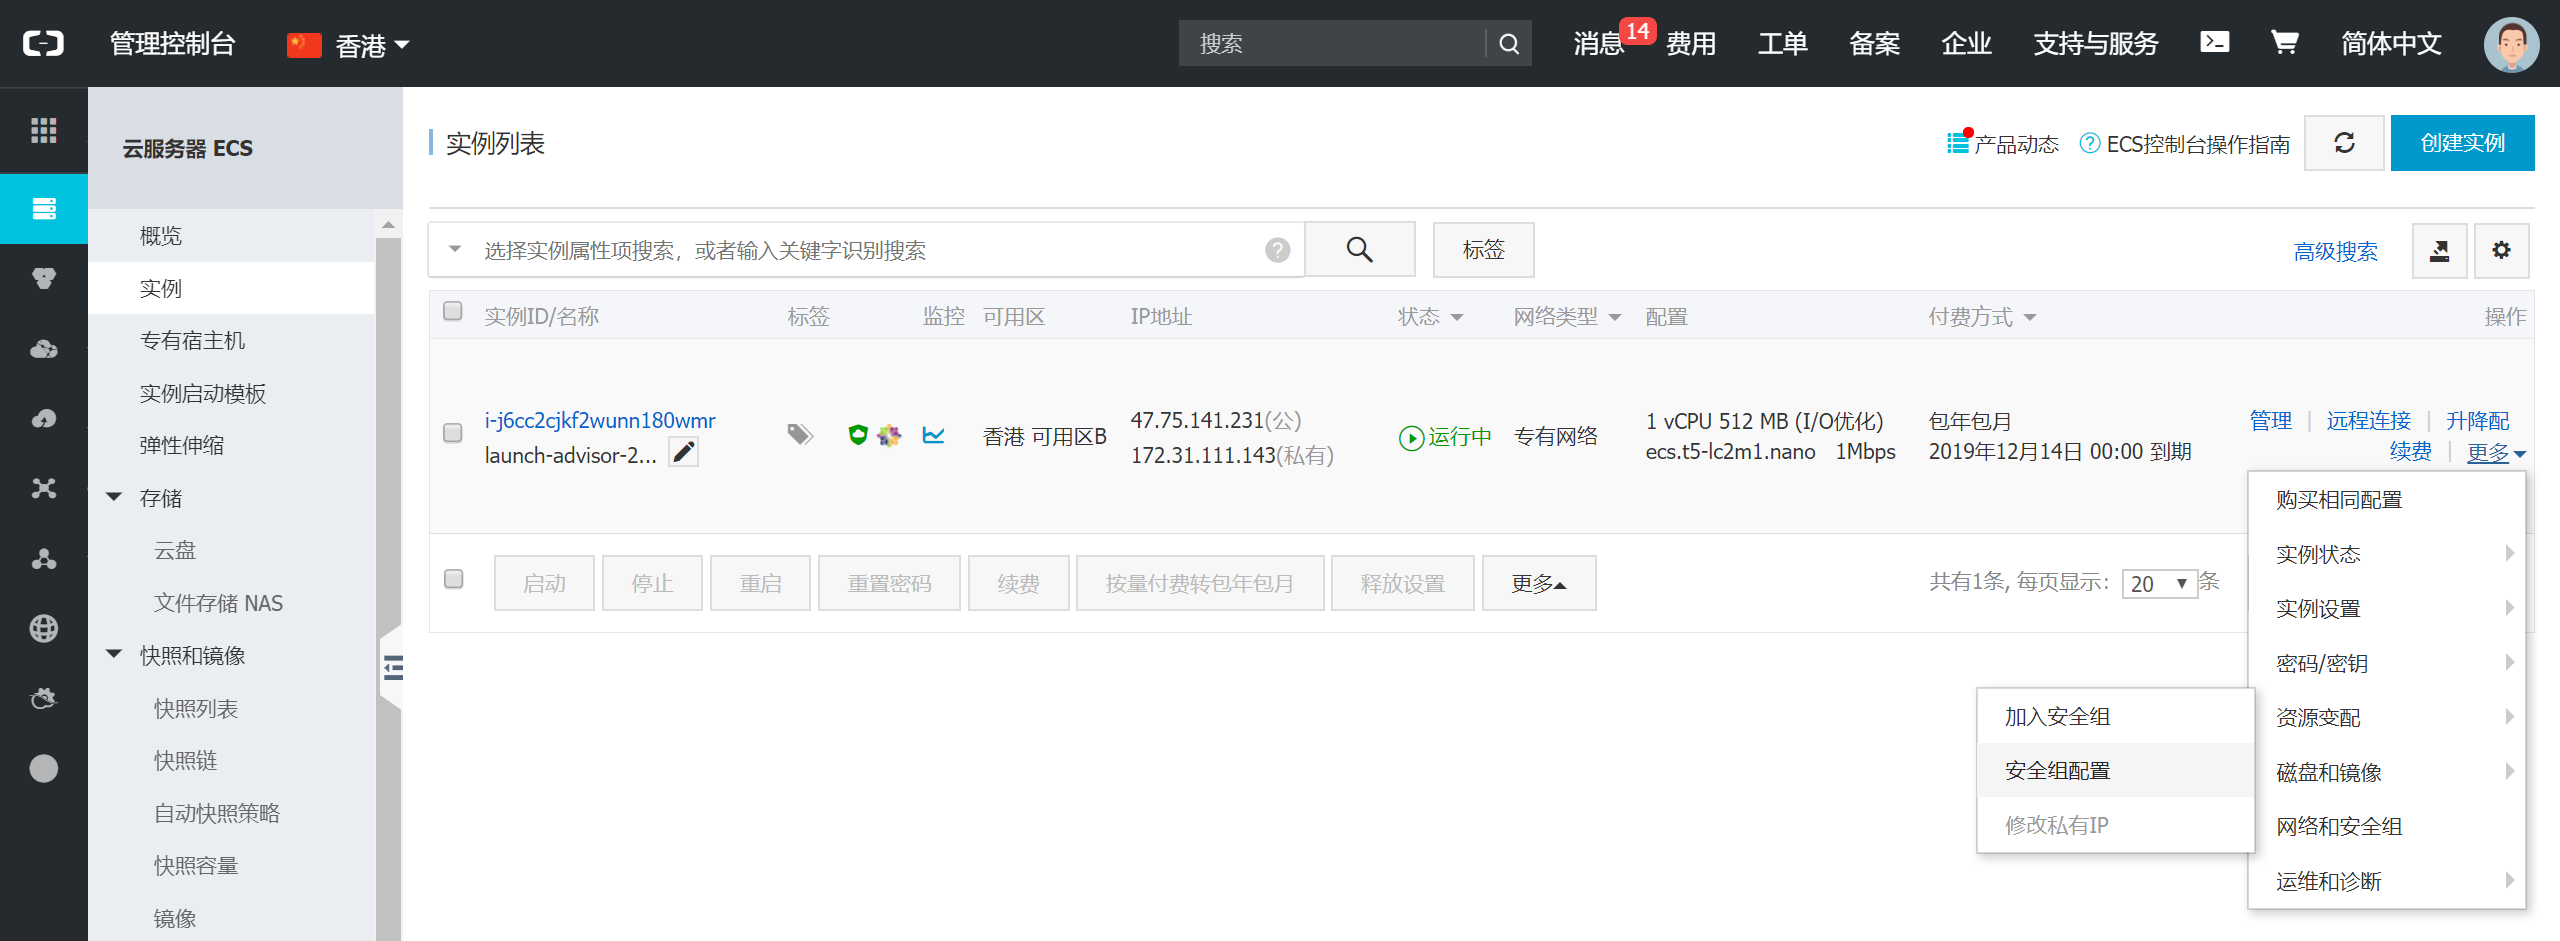 管理控制台
香港
搜索
消息
14
费用
工单
备案
企业
支持与服务
简体中文
云服务器 ECS
概览
实例
专有宿主机
实例启动模板
弹性伸缩
存储
云盘
文件存储 NAS
快照和镜像
快照列表
快照链
自动快照策略
快照容量
镜像
实例列表
产品动态
ECS控制台操作指南
创建实例
选择实例属性项搜索，或者输入关键字识别搜索
标签
高级搜索
实例ID/名称 标签 监控 可用区 IP地址 状态 网络类型 配置 付费方式 操作
i-j6cc2cjkf2wunn180wmr
launch-advisor-2...
香港 可用区B
47.75.141.231(公)
172.31.111.143(私有)
运行中
专有网络
1 vCPU 512 MB (I/O优化)
ecs.t5-lc2m1.nano 1Mbps
包年包月
2019年12月14日 00:00 到期
管理 | 远程连接 | 升降配
续费 | 更多
启动
停止
重启
重置密码
续费
按量付费转包年包月
释放设置
更多
共有1条, 每页显示: 20 条
购买相同配置
实例状态
实例设置
密码/密钥
资源变配
磁盘和镜像
网络和安全组
运维和诊断
加入安全组
安全组配置
修改私有IP